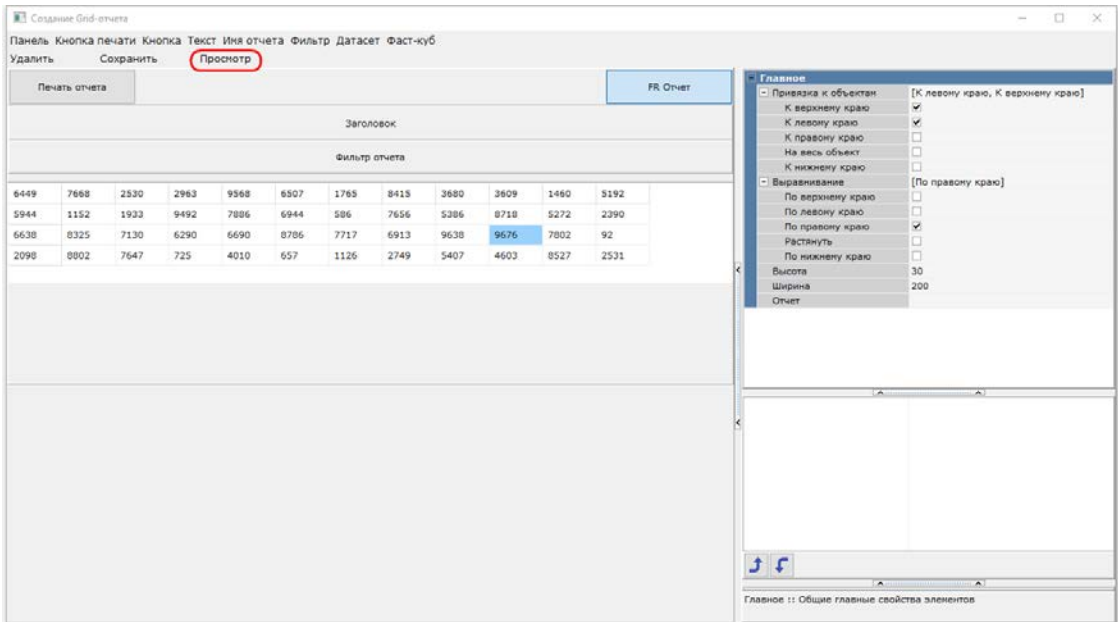 Создание Grid-отчета
Панель Кнопка печати Кнопка Текст Имя отчета Фильтр Датасет Фаст-куб
Удалить Сохранить Просмотр
Печать отчета FR Отчет
Заголовок
Фильтр отчета
6449 7668 2530 2963 9568 6507 1765 8415 3680 3609 1460 5192
5944 1152 1933 9492 7886 6944 586 7656 5386 8718 5272 2390
6638 8325 7130 6290 6690 8786 7717 6913 9638 9676 7802 92
2098 8802 7647 725 4010 657 1126 2749 5407 4603 8527 2531
Главное
Привязка к объектам [К левому краю, К верхнему краю]
К верхнему краю
К левому краю
К правому краю
На весь объект
К нижнему краю
Выравнивание [По правому краю]
По верхнему краю
По левому краю
По правому краю
Растянуть
По нижнему краю
Высота 30
Ширина 200
Отчет
Главное :: Общие главные свойства элементов